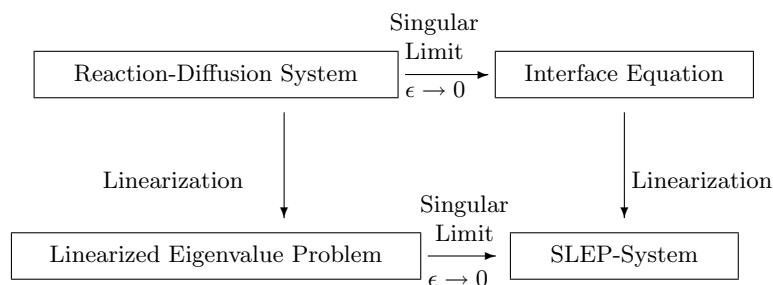 Singular
Limit
Reaction-Diffusion System
Interface Equation
ϵ → 0
Linearization
Linearization
Singular
Limit
Linearized Eigenvalue Problem
SLEP-System
ϵ → 0